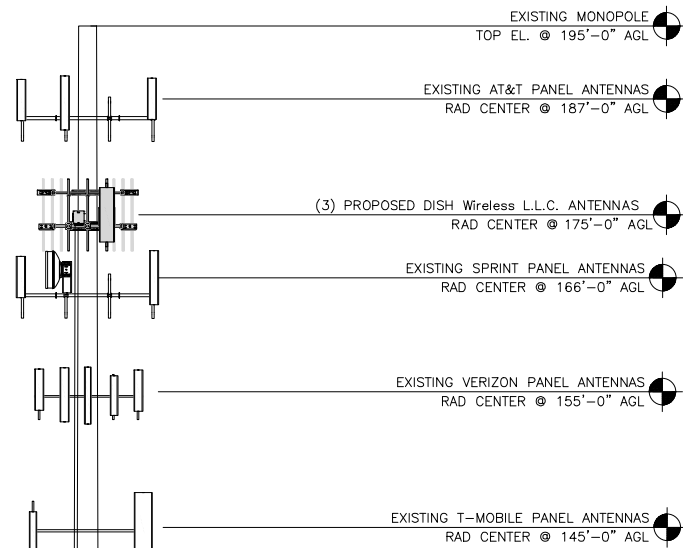 EXISTING MONOPOLE
TOP EL. @ 195'-0" AGL
EXISTING AT&T PANEL ANTENNAS
RAD CENTER @ 187'-0" AGL
(3) PROPOSED DISH Wireless L.L.C. ANTENNAS
RAD CENTER @ 175'-0" AGL
EXISTING SPRINT PANEL ANTENNAS
RAD CENTER @ 166'-0" AGL
EXISTING VERIZON PANEL ANTENNAS
RAD CENTER @ 155'-0" AGL
EXISTING T-MOBILE PANEL ANTENNAS
RAD CENTER @ 145'-0" AGL